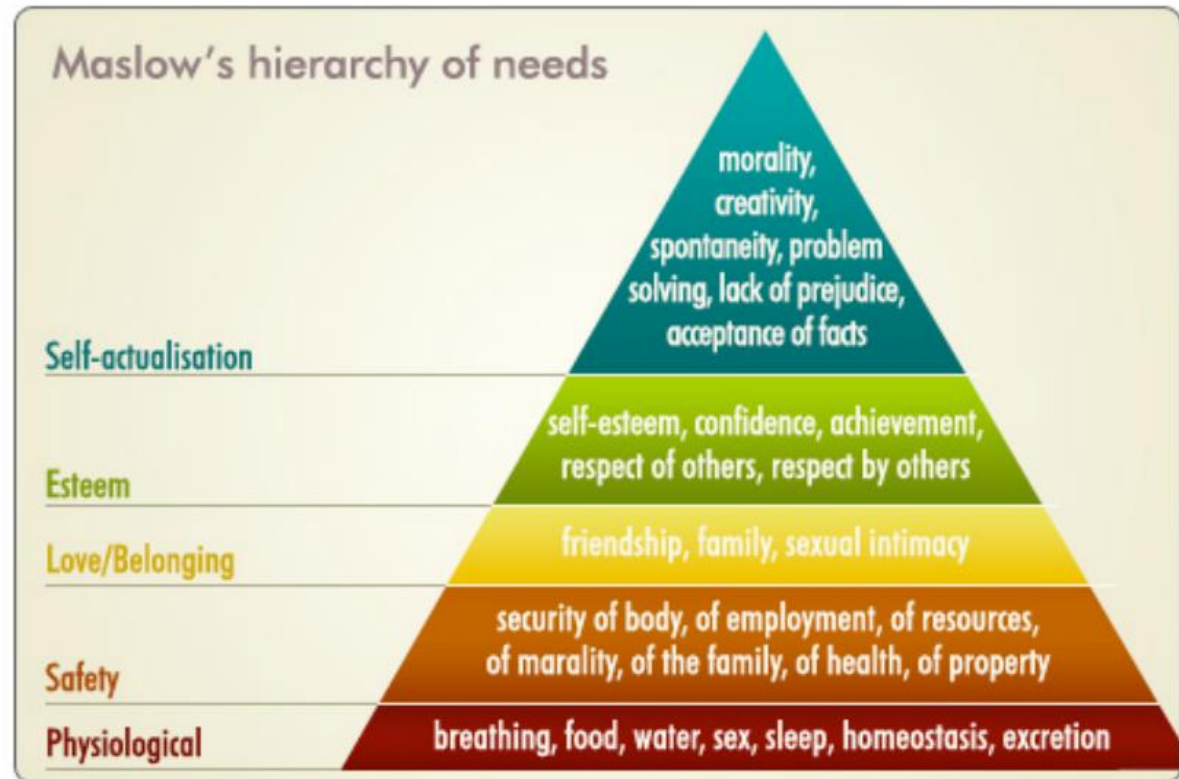 Maslow's hierarchy of needs
morality,
creativity,
spontaneity, problem
solving, lack of prejudice,
acceptance of facts
Self-actualisation
self-esteem, confidence, achievement,
respect of others, respect by others
Esteem
friendship, family, sexual intimacy
Love/Belonging
security of body, of employment, of resources,
of marality, of the family, of health, of property
Safety
breathing, food, water, sex, sleep, homeostasis, excretion
Physiological